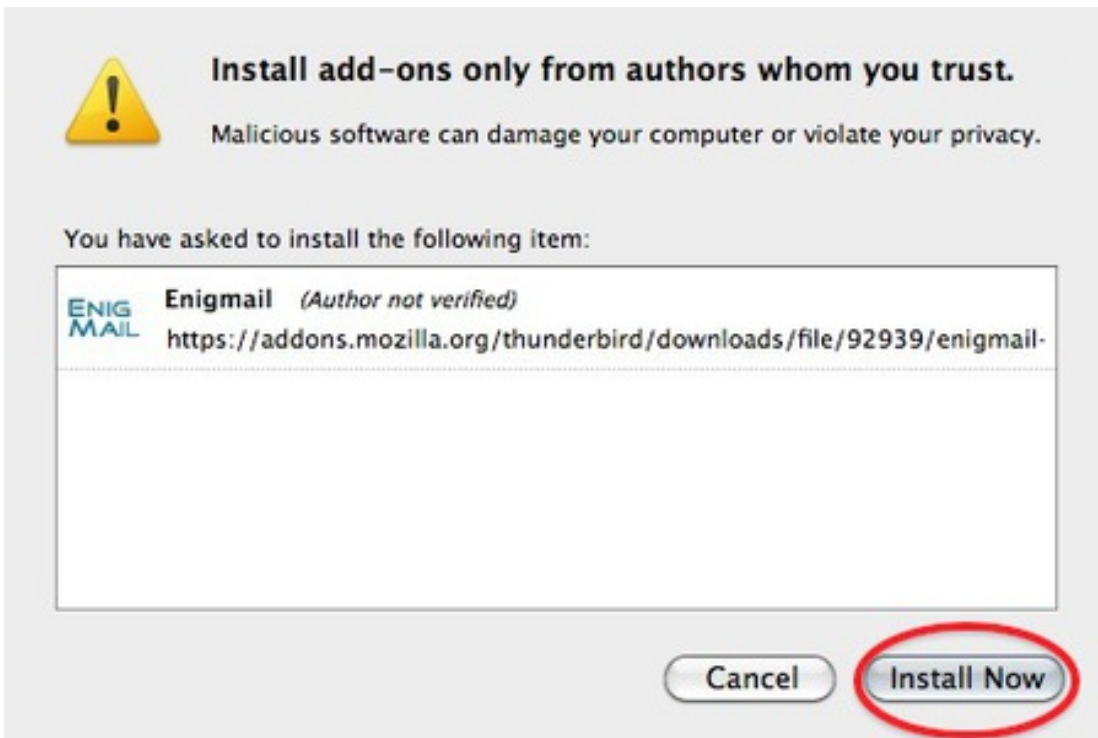 Install add-ons only from authors whom you trust.
Malicious software can damage your computer or violate your privacy.
You have asked to install the following item:
ENIG
MAIL
Enigmail (Author not verified)
https://addons.mozilla.org/thunderbird/downloads/file/92939/enigmail-
Cancel
Install Now